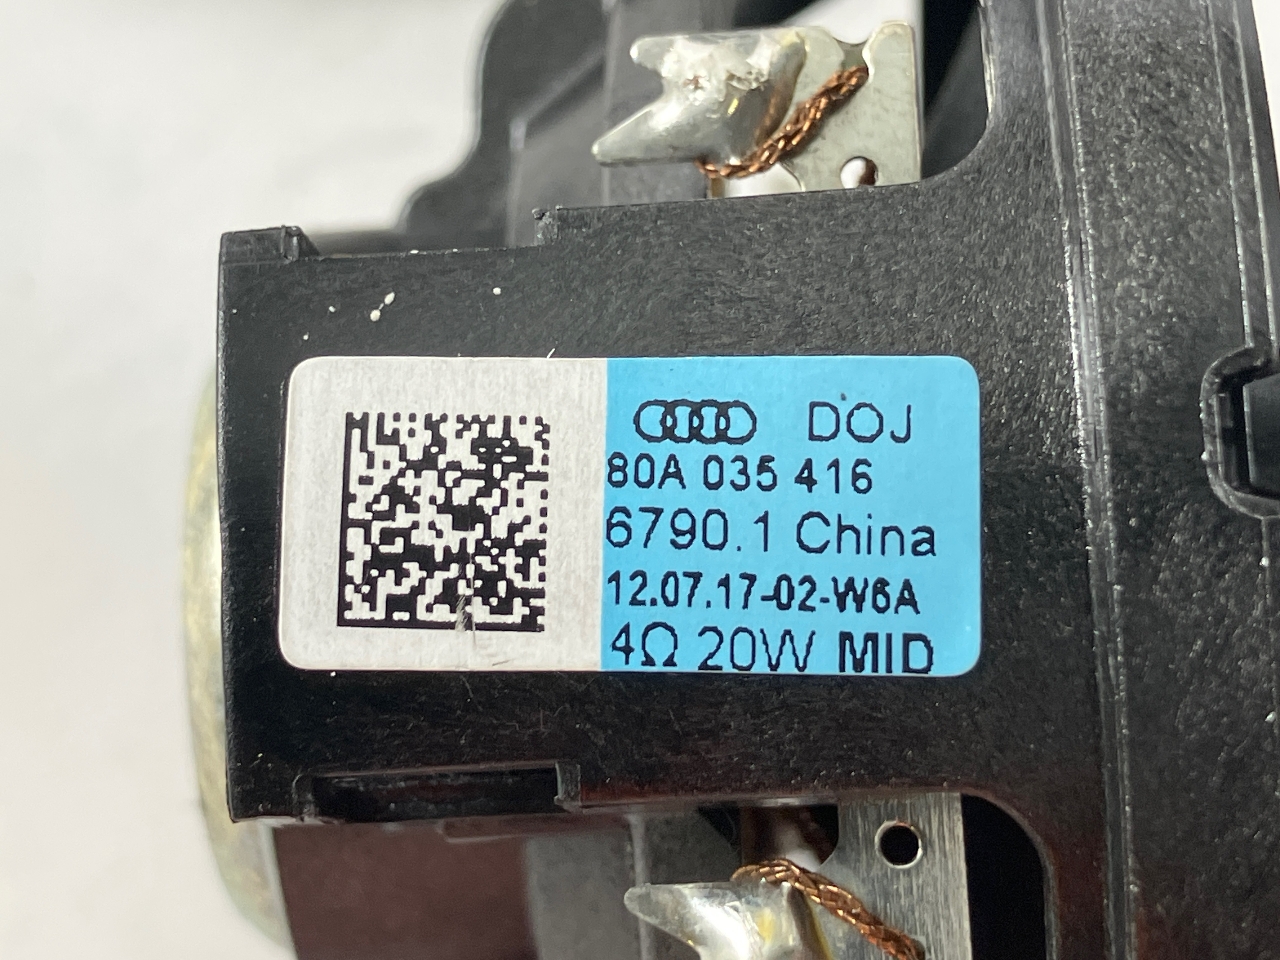 DOJ
80A 035 416
6790.1 China
12.07.17-02-W6A
4Ω 20W MID